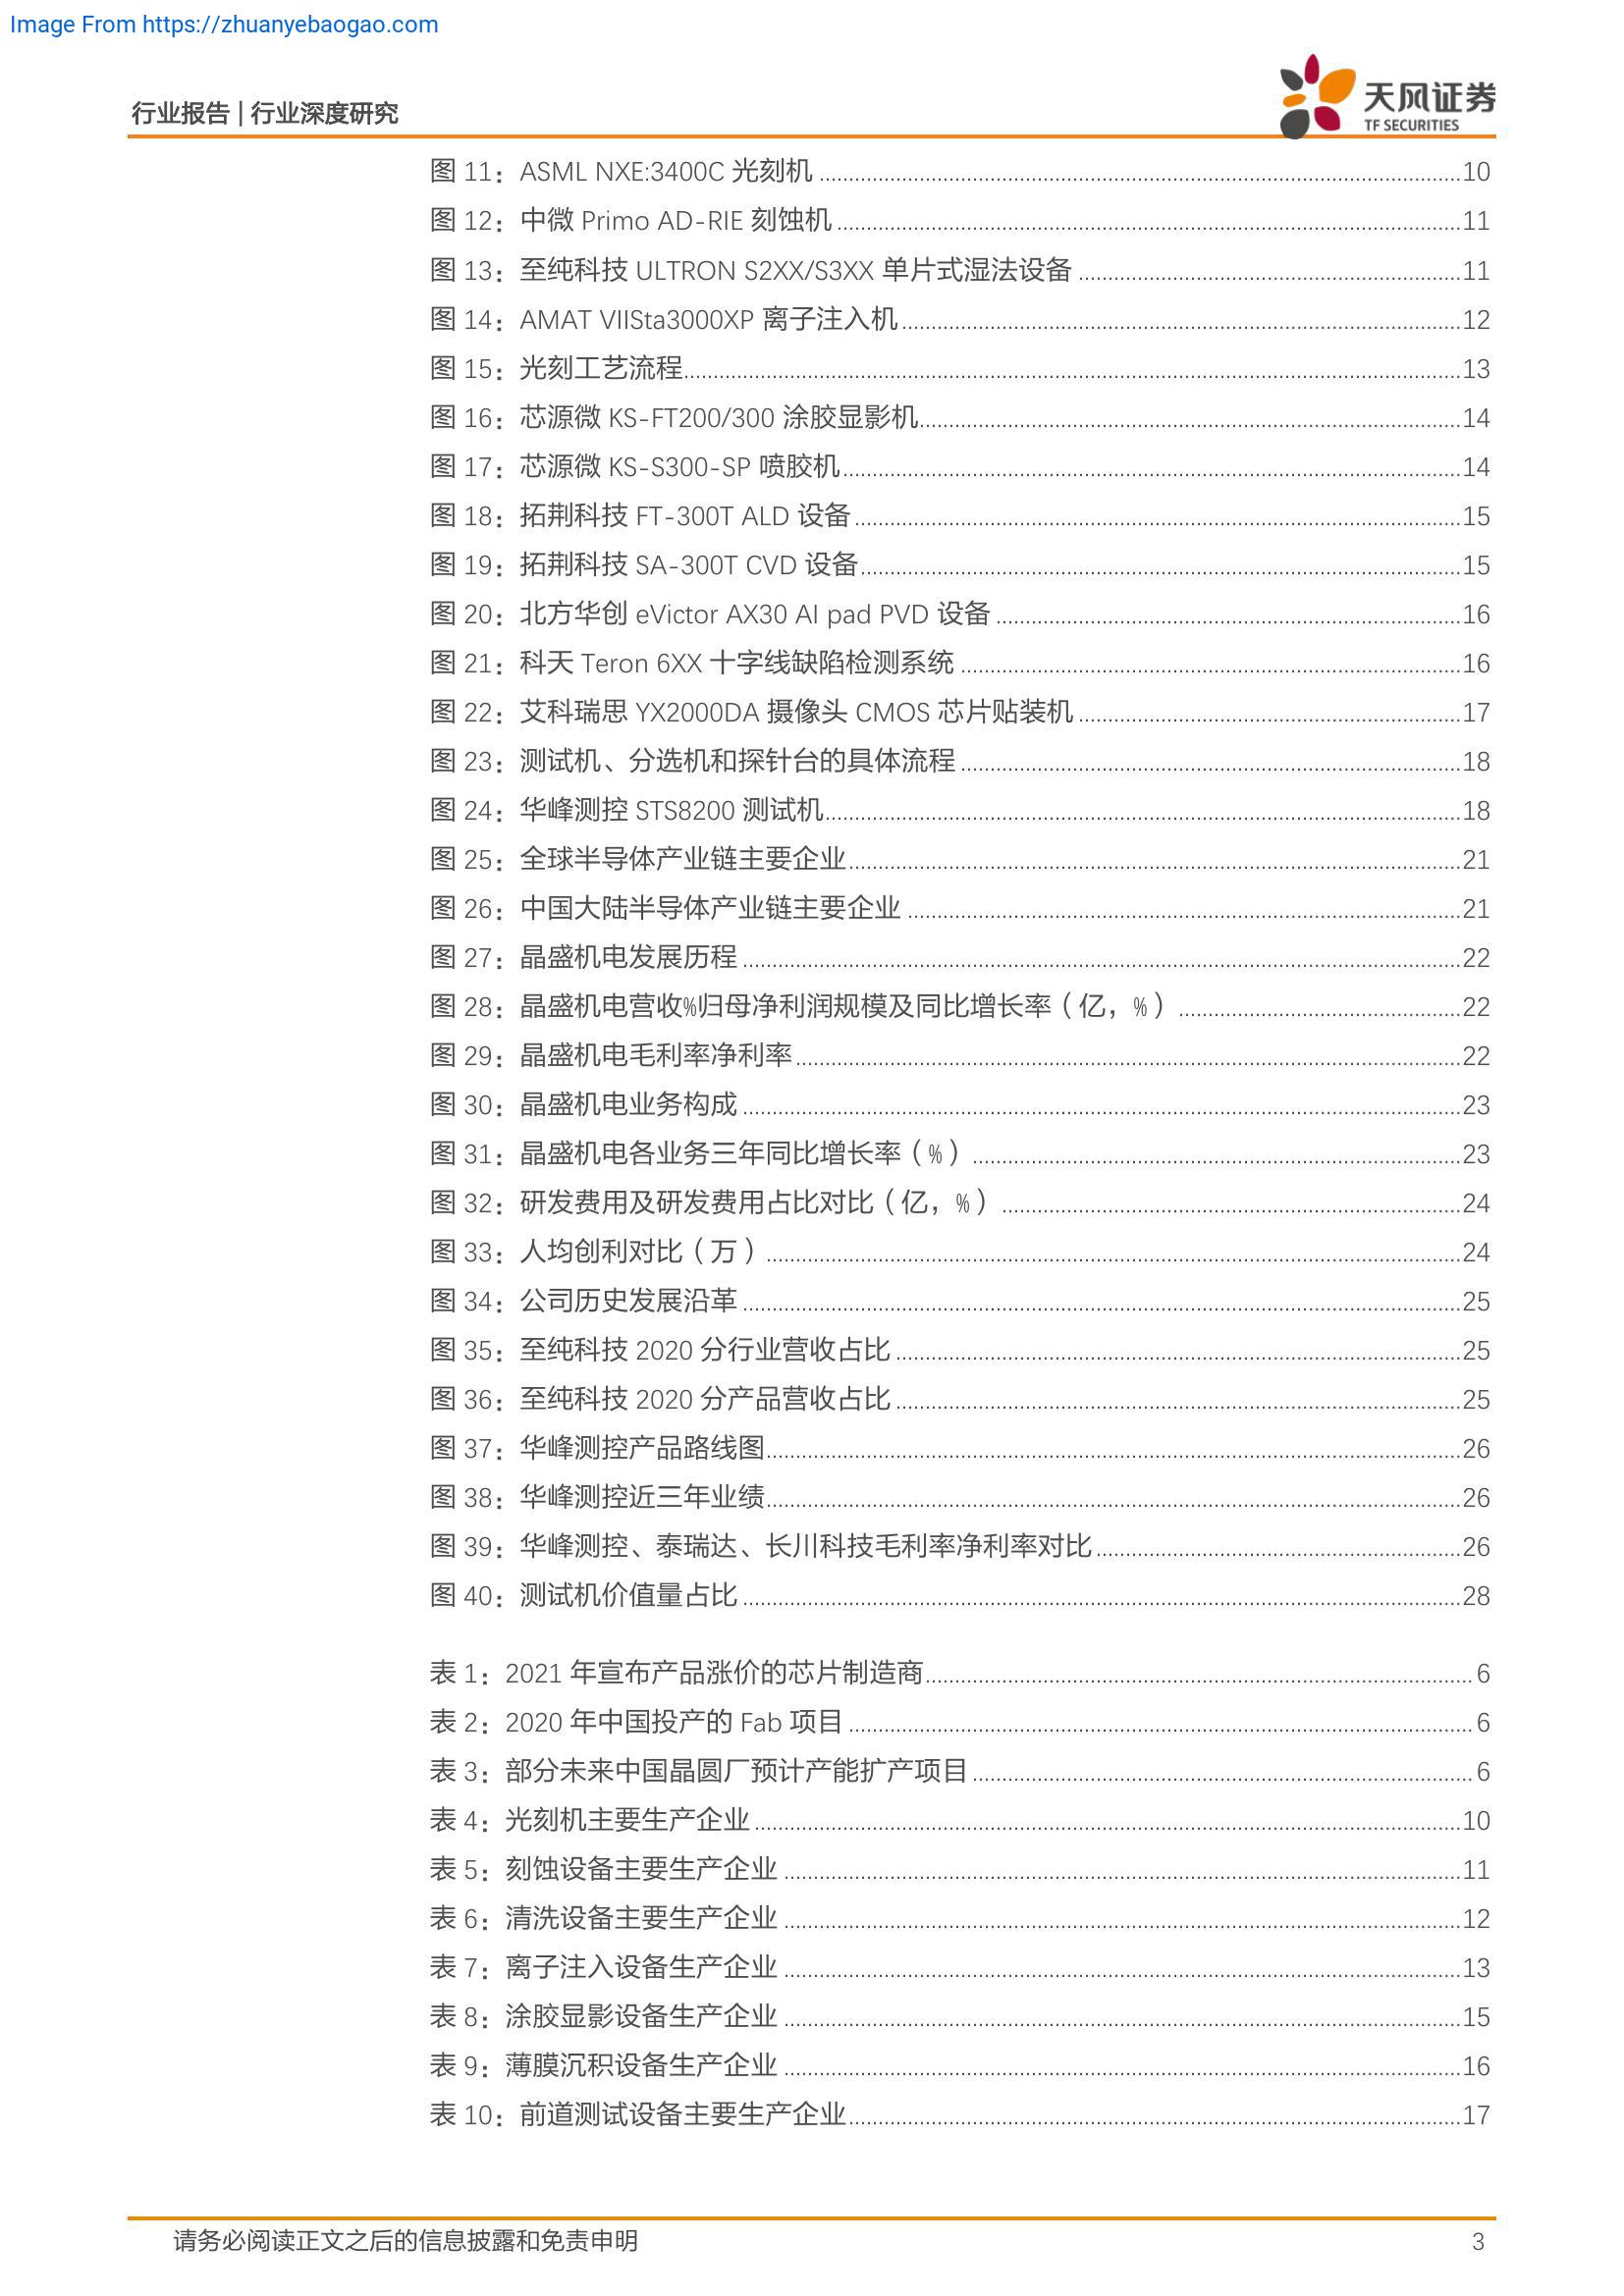 Image From https://zhuanyebaogao.com
行业报告 | 行业深度研究
天风证券
TF SECURITIES
图 11：ASML NXE:3400C 光刻机 ........ 10
图 12：中微 Primo AD-RIE 刻蚀机 ........ 11
图 13：至纯科技 ULTRON S2XX/S3XX 单片式湿法设备 ........ 11
图 14：AMAT VIISta3000XP 离子注入机 ........ 12
图 15：光刻工艺流程 ........ 13
图 16：芯源微 KS-FT200/300 涂胶显影机 ........ 14
图 17：芯源微 KS-S300-SP 喷胶机 ........ 14
图 18：拓荆科技 FT-300T ALD 设备 ........ 15
图 19：拓荆科技 SA-300T CVD 设备 ........ 15
图 20：北方华创 eVictor AX30 AI pad PVD 设备 ........ 16
图 21：科天 Teron 6XX 十字线缺陷检测系统 ........ 16
图 22：艾科瑞思 YX2000DA 摄像头 CMOS 芯片贴装机 ........ 17
图 23：测试机、分选机和探针台的具体流程 ........ 18
图 24：华峰测控 STS8200 测试机 ........ 18
图 25：全球半导体产业链主要企业 ........ 21
图 26：中国大陆半导体产业链主要企业 ........ 21
图 27：晶盛机电发展历程 ........ 22
图 28：晶盛机电营收%归母净利润规模及同比增长率（亿，%） ........ 22
图 29：晶盛机电毛利率净利率 ........ 22
图 30：晶盛机电业务构成 ........ 23
图 31：晶盛机电各业务三年同比增长率（%） ........ 23
图 32：研发费用及研发费用占比对比（亿，%） ........ 24
图 33：人均创利对比（万） ........ 24
图 34：公司历史发展沿革 ........ 25
图 35：至纯科技 2020 分行业营收占比 ........ 25
图 36：至纯科技 2020 分产品营收占比 ........ 25
图 37：华峰测控产品路线图 ........ 26
图 38：华峰测控近三年业绩 ........ 26
图 39：华峰测控、泰瑞达、长川科技毛利率净利率对比 ........ 26
图 40：测试机价值量占比 ........ 28
表 1：2021 年宣布产品涨价的芯片制造商 ........ 6
表 2：2020 年中国投产的 Fab 项目 ........ 6
表 3：部分未来中国晶圆厂预计产能扩产项目 ........ 6
表 4：光刻机主要生产企业 ........ 10
表 5：刻蚀设备主要生产企业 ........ 11
表 6：清洗设备主要生产企业 ........ 12
表 7：离子注入设备生产企业 ........ 13
表 8：涂胶显影设备生产企业 ........ 15
表 9：薄膜沉积设备生产企业 ........ 16
表 10：前道测试设备主要生产企业 ........ 17
请务必阅读正文之后的信息披露和免责申明 3